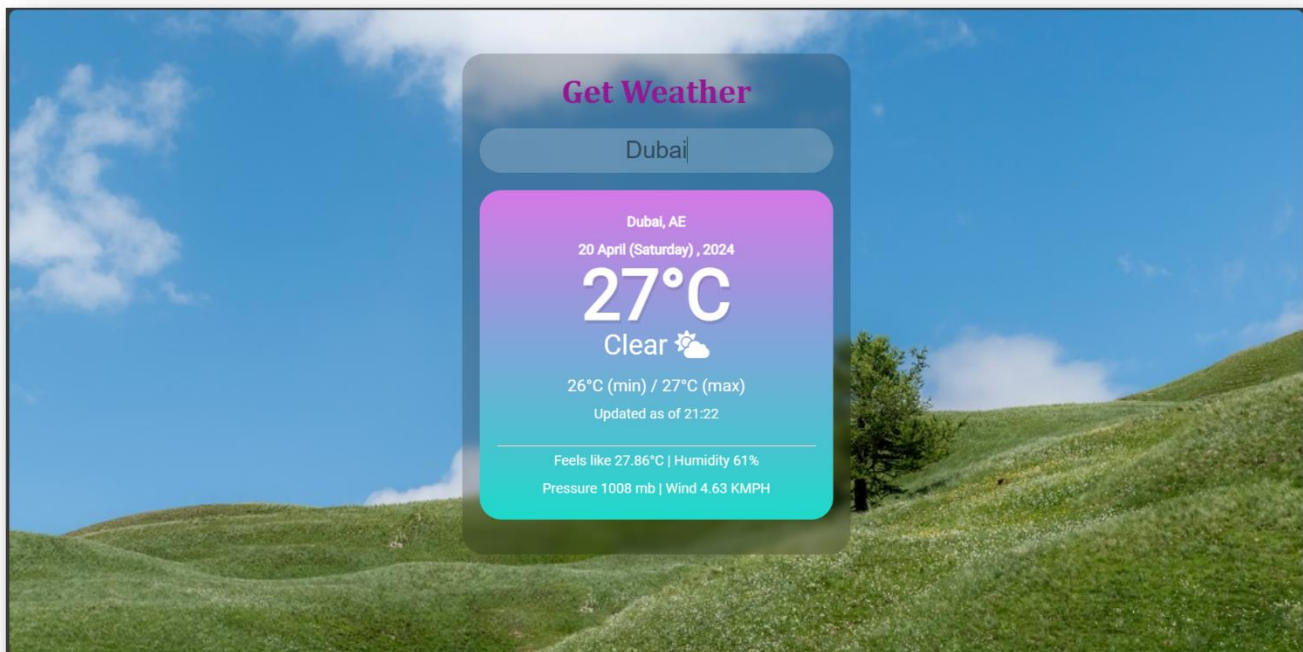 Get Weather
Dubai
Dubai, AE
20 April (Saturday) , 2024
27°C
Clear
26°C (min) / 27°C (max)
Updated as of 21:22
Feels like 27.86°C | Humidity 61%
Pressure 1008 mb | Wind 4.63 KMPH